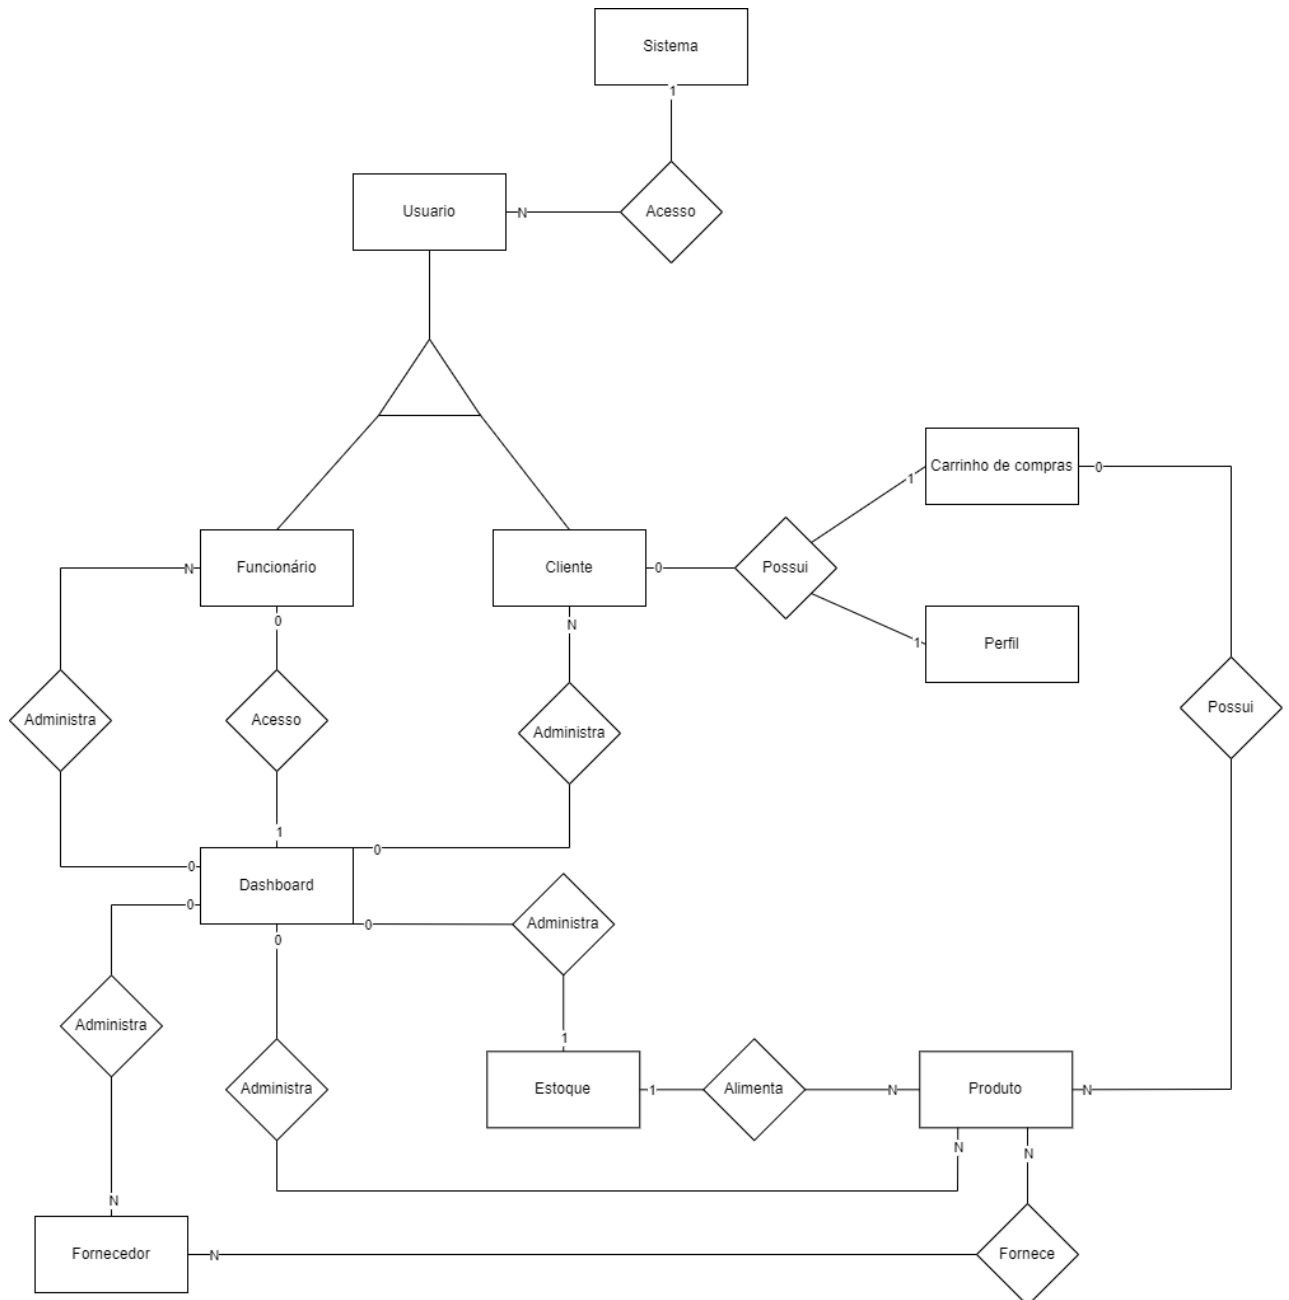 Sistema
1
Usuario
N
Acesso
Carrinho de compras
0
1
Funcionário
N
Cliente
0
Possui
0
N
1
Perfil
Possui
Administra
Acesso
Administra
1
0
0
Dashboard
0
0
0
Administra
Administra
1
Administra
Estoque
1
Alimenta
N
Produto
N
N
N
N
Fornecedor
N
Fornece